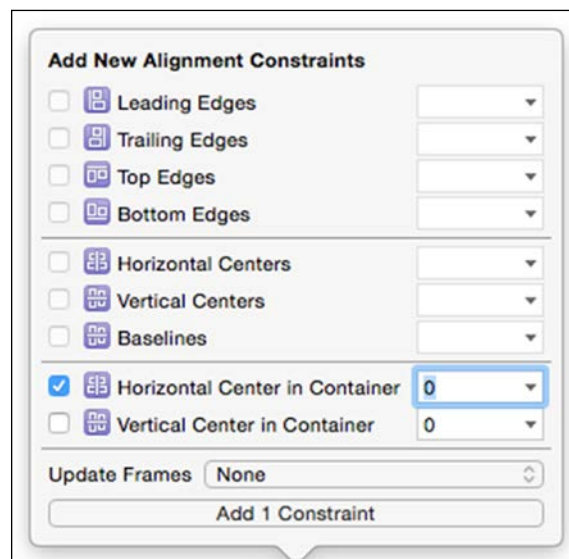 Add New Alignment Constraints
Leading Edges
Trailing Edges
Top Edges
Bottom Edges
Horizontal Centers
Vertical Centers
Baselines
Horizontal Center in Container 0
Vertical Center in Container 0
Update Frames None
Add 1 Constraint